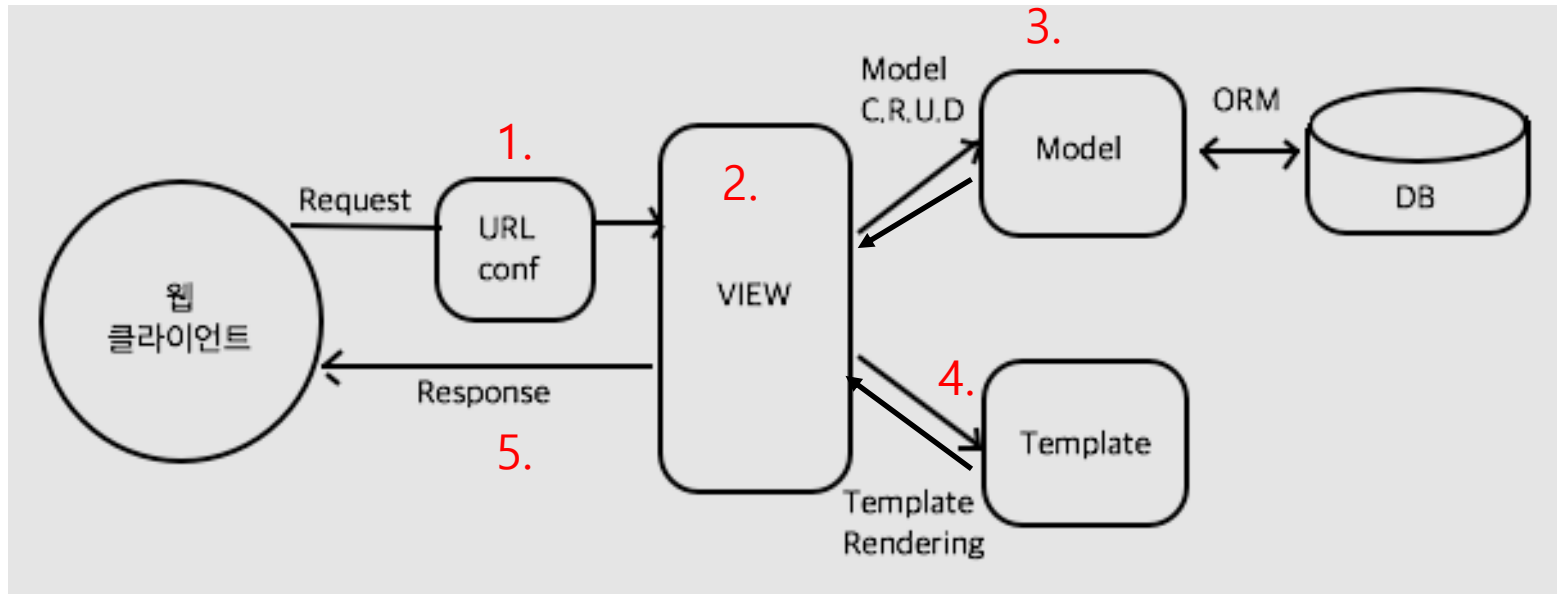 3.
Model
C.R.U.D
ORM
Model
1.
2.
Request
DB
URL
conf
웹
클라이언트
VIEW
4.
Response
Template
5.
Template
Rendering